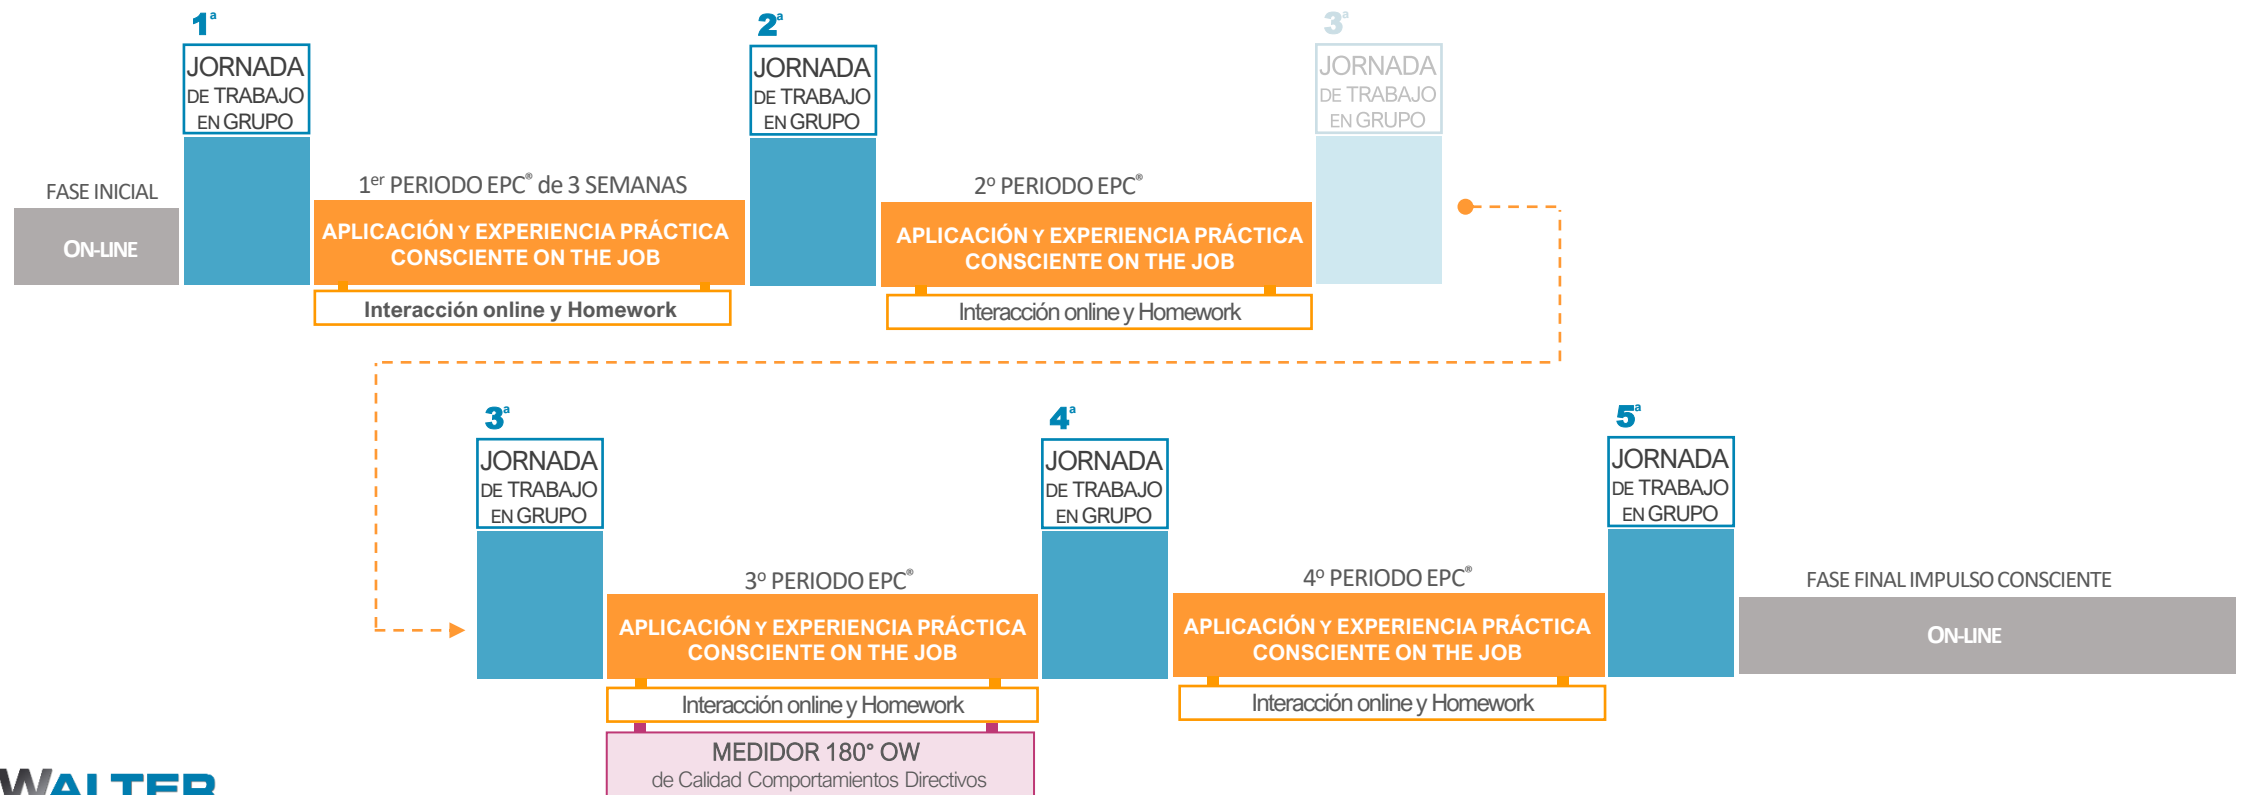 1ª
JORNADA
DE TRABAJO
EN GRUPO
2ª
JORNADA
DE TRABAJO
EN GRUPO
3ª
JORNADA
DE TRABAJO
EN GRUPO
FASE INICIAL
ON-LINE
1er PERIODO EPC® de 3 SEMANAS
APLICACIÓN Y EXPERIENCIA PRÁCTICA
CONSCIENTE ON THE JOB
Interacción online y Homework
2º PERIODO EPC®
APLICACIÓN Y EXPERIENCIA PRÁCTICA
CONSCIENTE ON THE JOB
Interacción online y Homework
3ª
JORNADA
DE TRABAJO
EN GRUPO
4ª
JORNADA
DE TRABAJO
EN GRUPO
5ª
JORNADA
DE TRABAJO
EN GRUPO
3º PERIODO EPC®
APLICACIÓN Y EXPERIENCIA PRÁCTICA
CONSCIENTE ON THE JOB
Interacción online y Homework
MEDIDOR 180° OW
de Calidad Comportamientos Directivos
4º PERIODO EPC®
APLICACIÓN Y EXPERIENCIA PRÁCTICA
CONSCIENTE ON THE JOB
Interacción online y Homework
FASE FINAL IMPULSO CONSCIENTE
ON-LINE
WALTER